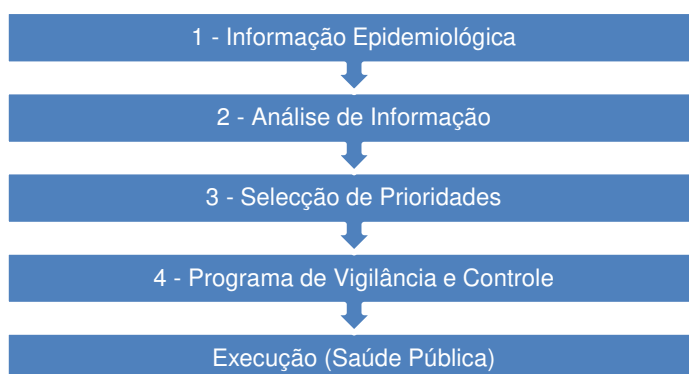 1 - Informação Epidemiológica
2 - Análise de Informação
3 - Selecção de Prioridades
4 - Programa de Vigilância e Controle
Execução (Saúde Pública)